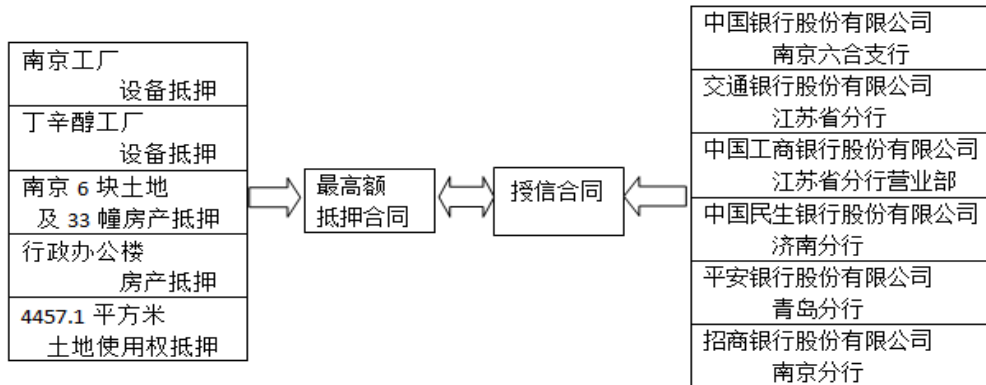 南京工厂
设备抵押
丁辛醇工厂
设备抵押
南京 6 块土地
及 33 幢房产抵押
行政办公楼
房产抵押
4457.1 平方米
土地使用权抵押
最高额
抵押合同
授信合同
中国银行股份有限公司
南京六合支行
交通银行股份有限公司
江苏省分行
中国工商银行股份有限公司
江苏省分行营业部
中国民生银行股份有限公司
济南分行
平安银行股份有限公司
青岛分行
招商银行股份有限公司
南京分行